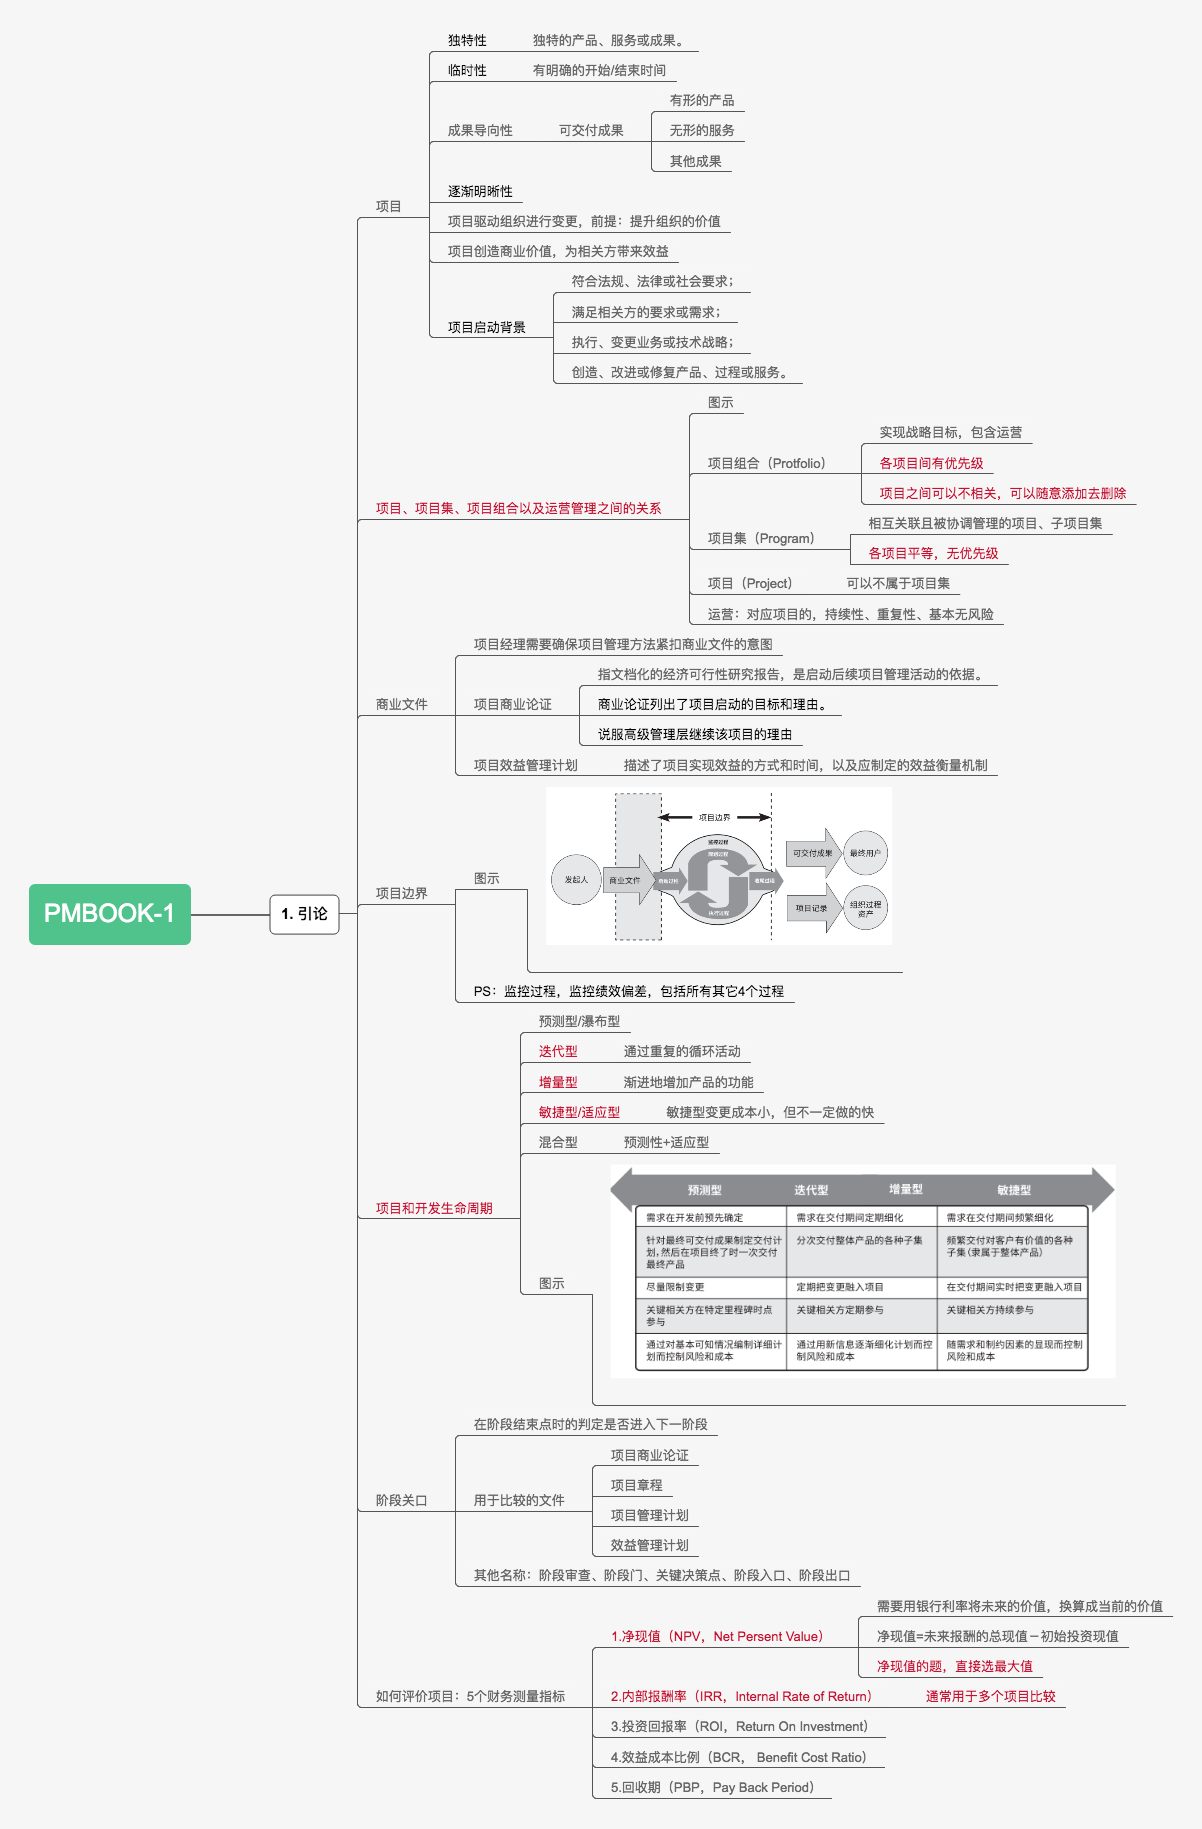 PMBOOK-1
1. 引论
项目
独特性
独特的产品、服务或成果。
临时性
有明确的开始/结束时间
成果导向性
可交付成果
有形的产品
无形的服务
其他成果
逐渐明晰性
项目驱动组织进行变更，前提：提升组织的价值
项目创造商业价值，为相关方带来效益
项目启动背景
符合法规、法律或社会要求；
满足相关方的要求或需求；
执行、变更业务或技术战略；
创造、改进或修复产品、过程或服务。
项目、项目集、项目组合以及运营管理之间的关系
图示
项目组合（Protfolio）
实现战略目标，包含运营
各项目间有优先级
项目之间可以不相关，可以随意添加去删除
项目集（Program）
相互关联且被协调管理的项目、子项目集
各项目平等，无优先级
项目（Project）
可以不属于项目集
运营：对应项目的，持续性、重复性、基本无风险
商业文件
项目经理需要确保项目管理方法紧扣商业文件的意图
项目商业论证
指文档化的经济可行性研究报告，是启动后续项目管理活动的依据。
商业论证列出了项目启动的目标和理由。
说服高级管理层继续该项目的理由
项目效益管理计划
描述了项目实现效益的方式和时间，以及应制定的效益衡量机制
项目边界
图示
项目边界
监控过程
规划过程
发起人
商业文件
启动过程
收尾过程
执行过程
可交付成果
最终用户
项目记录
组织过程
资产
PS：监控过程，监控绩效偏差，包括所有其它4个过程
项目和开发生命周期
预测型/瀑布型
迭代型
通过重复的循环活动
增量型
渐进地增加产品的功能
敏捷型/适应型
敏捷型变更成本小，但不一定做的快
混合型
预测性+适应型
图示
预测型
迭代型
增量型
敏捷型
需求在开发前预先确定
需求在交付期间定期细化
需求在交付期间频繁细化
针对最终可交付成果制定交付计
划，然后在项目终了时一次交付
最终产品
分次交付整体产品的各种子集
频繁交付对客户有价值的各种
子集（隶属于整体产品）
尽量限制变更
定期把变更融入项目
在交付期间实时把变更融入项目
关键相关方在特定里程碑时点
参与
关键相关方定期参与
关键相关方持续参与
通过对基本可知情况编制详细计
划而控制风险和成本
通过用新信息逐渐细化计划而控
制风险和成本
随需求和制约因素的显现而控制
风险和成本
阶段关口
在阶段结束点时的判定是否进入下一阶段
用于比较的文件
项目商业论证
项目章程
项目管理计划
效益管理计划
其他名称：阶段审查、阶段门、关键决策点、阶段入口、阶段出口
如何评价项目：5个财务测量指标
1.净现值（NPV，Net Persent Value）
需要用银行利率将未来的价值，换算成当前的价值
净现值=未来报酬的总现值－初始投资现值
净现值的题，直接选最大值
2.内部报酬率（IRR，Internal Rate of Return）
通常用于多个项目比较
3.投资回报率（ROI，Return On Investment）
4.效益成本比例（BCR， Benefit Cost Ratio）
5.回收期（PBP，Pay Back Period）